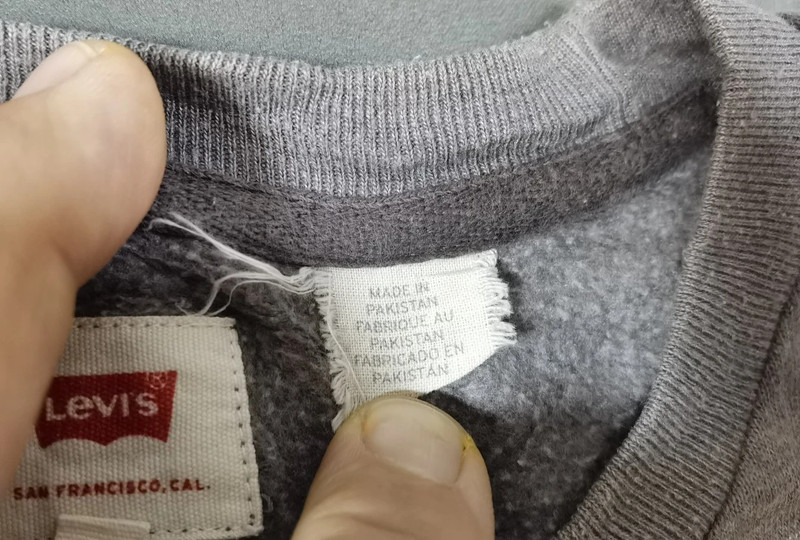 MADE IN
PAKISTAN
FABRIQUE AU
PAKISTAN
FABRICADO EN
PAKISTAN
LEVI'S ®
SAN FRANCISCO, CAL.